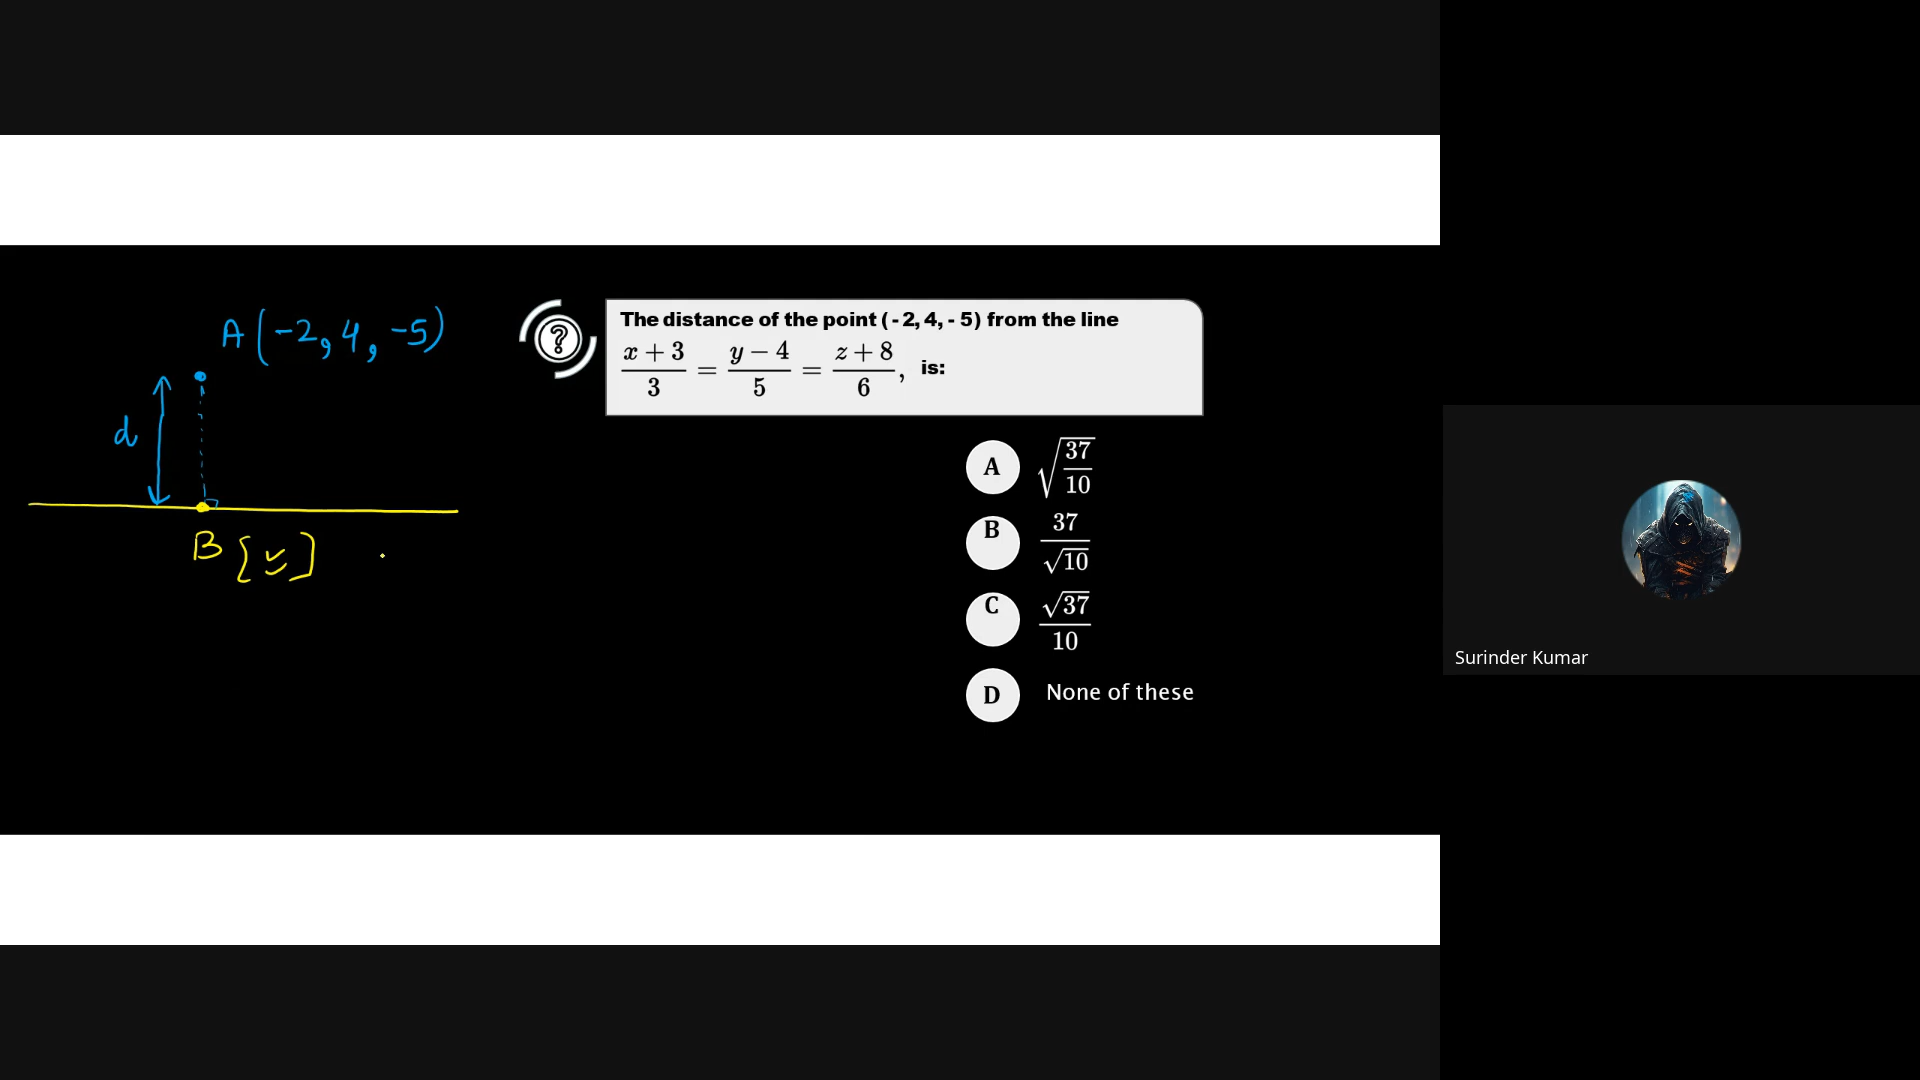 A (-2, 4, -5)
d
B [ ]
?
The distance of the point (-2, 4, -5) from the line
x + 3 / 3 = y − 4 / 5 = z + 8 / 6, is:
A √(37/10)
B 37/√10
C √37/10
D None of these
Surinder Kumar